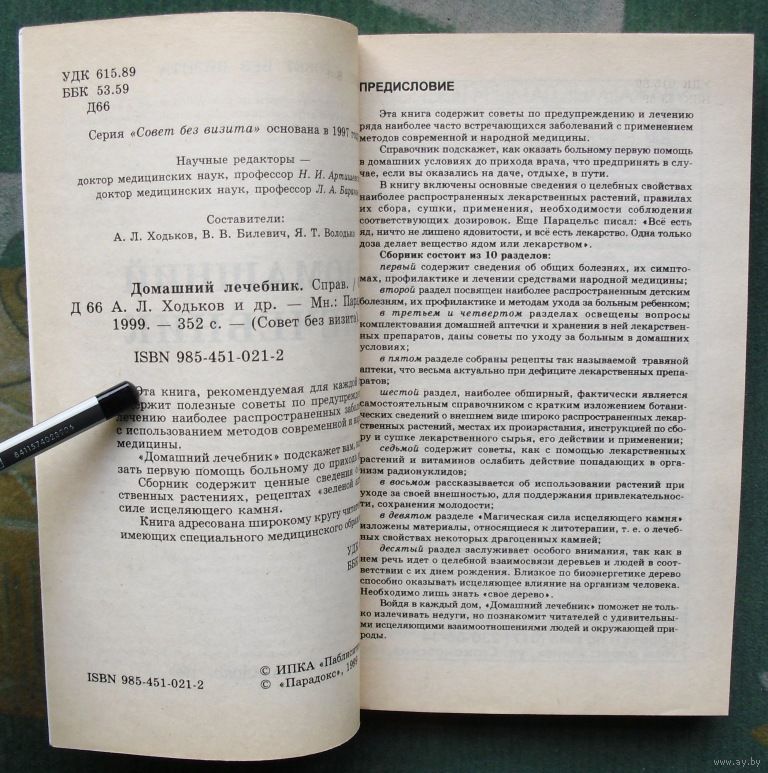 УДК 615.89
ББК 53.59
Д66
Серия «Совет без визита» основана в 1997
Научные редакторы —
доктор медицинских наук, профессор Н. И.
доктор медицинских наук, профессор Л. А.
Составители:
А. Л. Ходьков, В. В. Билевич, Я. Т.
Домашний лечебник. Справ. /
Д 66 А. Л. Ходьков и др. — Мн.:
1999. — 352 с. — (Совет без визита)
ISBN 985-451-021-2
Эта книга, рекомендуемая для каждой
содержит полезные советы по
лечению наиболее распространенных
с использованием методов современной и
медицины.
«Домашний лечебник» подскажет вам,
зать первую помощь больному до
Сборник содержит ценные сведения о
ственных растениях, рецептах «зеленой
силе исцеляющего камня.
Книга адресована широкому кругу
имеющих специального медицинского
УДК
ББК
ISBN 985-451-021-2
© ИПКА
© «Парадокс»,
8411574029205
ПРЕДИСЛОВИЕ
Эта книга содержит советы по предупреждению и лечению
ряда наиболее часто встречающихся заболеваний с применением
методов современной и народной медицины.
Справочник подскажет, как оказать больному первую помощь
в домашних условиях до прихода врача, что предпринять в слу-
чае, если вы оказались на даче, отдыхе, в пути.
В книгу включены основные сведения о целебных свойствах
наиболее распространенных лекарственных растений, правилах
их сбора, сушки, применения, необходимости соблюдения
соответствующих дозировок. Еще Парацельс писал: «Всё есть
яд, ничто не лишено ядовитости, и всё есть лекарство. Одна только
доза делает вещество ядом или лекарством».
Сборник состоит из 10 разделов:
первый содержит сведения об общих болезнях, их симпто-
мах, профилактике и лечении средствами народной медицины;
второй раздел посвящен наиболее распространенным детским
болезням, их профилактике и методам ухода за больным ребенком;
в третьем и четвертом разделах освещены вопросы
комплектования домашней аптечки и хранения в ней лекарствен-
ных препаратов, даны советы по уходу за больным в домашних
условиях;
в пятом разделе собраны рецепты так называемой травяной
аптеки, что весьма актуально при дефиците лекарственных препа-
ратов;
шестой раздел, наиболее обширный, фактически является
самостоятельным справочником с кратким изложением ботани-
ческих сведений о внешнем виде широко распространенных лекар-
ственных растений, местах их произрастания, инструкцией по сбо-
ру и сушке лекарственного сырья, его действии и применении;
седьмой содержит советы, как с помощью лекарственных
растений и витаминов ослабить действие попадающих в орга-
низм радионуклидов;
в восьмом рассказывается об использовании растений при
уходе за своей внешностью, для поддержания привлекательно-
сти, сохранения молодости;
в девятом разделе «Магическая сила исцеляющего камня»
изложены материалы, относящиеся к литотерапии, т. е. о лечеб-
ных свойствах некоторых драгоценных камней;
десятый раздел заслуживает особого внимания, так как в
нем речь идет о целебной взаимосвязи деревьев и людей в соот-
ветствии с их днем рождения. Близкое по биоэнергетике дерево
способно оказывать исцеляющее влияние на организм человека.
Необходимо лишь знать «свое дерево».
Войдя в каждый дом, «Домашний лечебник» поможет не толь-
ко излечивать недуги, но познакомит читателей с удивительны-
ми исцеляющими взаимоотношениями людей и окружающей при-
роды.
www.ay.by